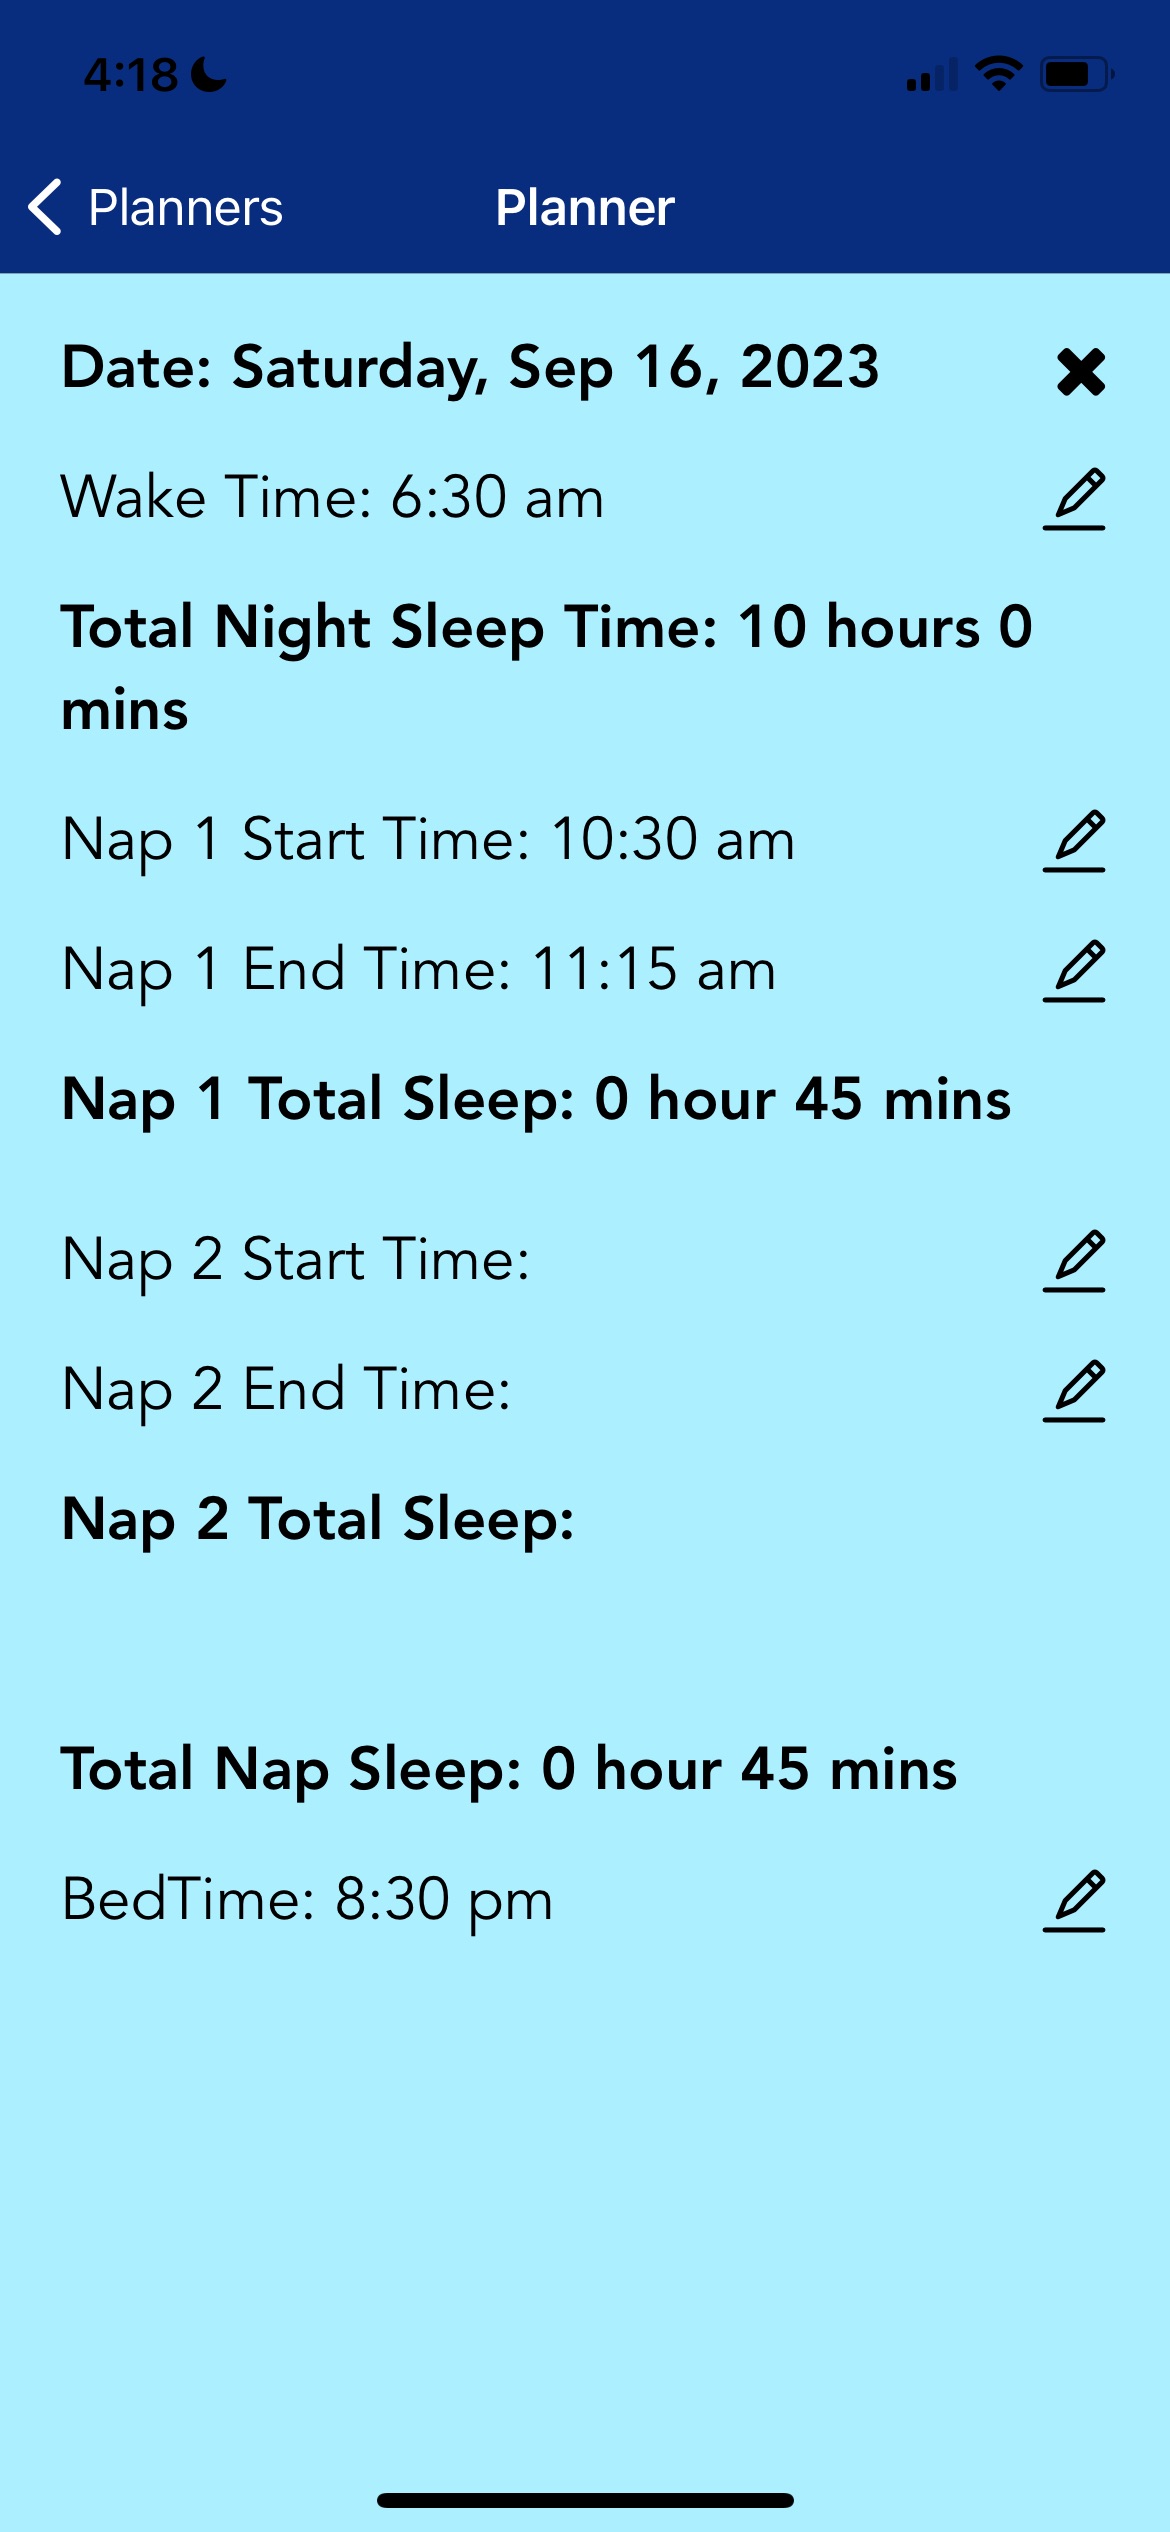 4:18
Planners
Planner
Date: Saturday, Sep 16, 2023
Wake Time: 6:30 am
Total Night Sleep Time: 10 hours 0
mins
Nap 1 Start Time: 10:30 am
Nap 1 End Time: 11:15 am
Nap 1 Total Sleep: 0 hour 45 mins
Nap 2 Start Time:
Nap 2 End Time:
Nap 2 Total Sleep:
Total Nap Sleep: 0 hour 45 mins
BedTime: 8:30 pm